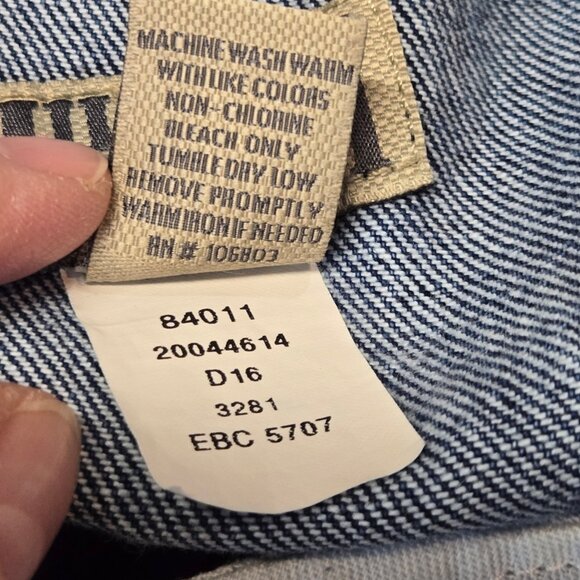 MACHINE WASH WARM
WITH LIKE COLORS
NON-CHLORINE
BLEACH ONLY
TUMBLE DRY LOW
REMOVE PROMPTLY
WARM IRON IF NEEDED
RN # 106803
84011
20044614
D16
3281
EBC 5707